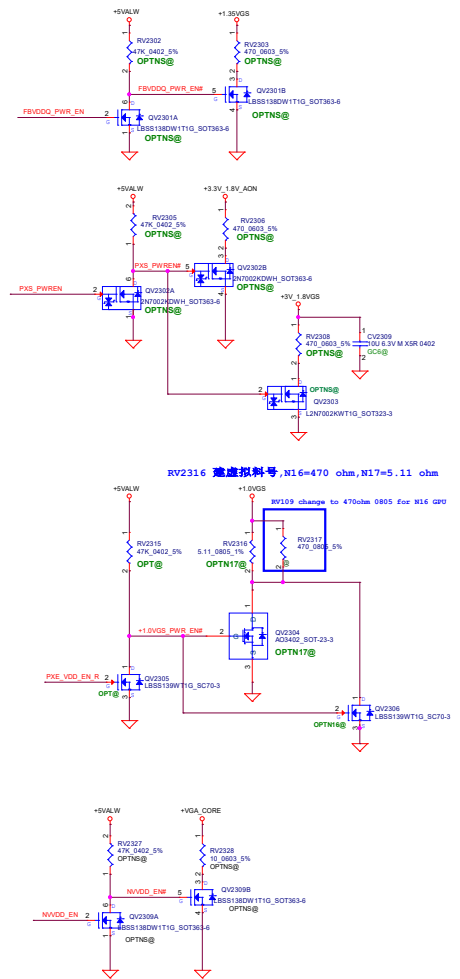 +5VALW
+1.35VGS
RV2302
47K_0402_5%
OPTNS@
RV2303
470_0603_5%
OPTNS@
FBVDDQ_PWR_EN#
QV2301B
LBSS138DW1T1G_SOT363-6
OPTNS@
FBVDDQ_PWR_EN
QV2301A
LBSS138DW1T1G_SOT363-6
OPTNS@
+5VALW
+3.3V_1.8V_AON
RV2305
47K_0402_5%
OPTNS@
RV2306
470_0603_5%
OPTNS@
PXS_PWREN#
QV2302B
2N7002KDWH_SOT363-6
OPTNS@
PXS_PWREN
QV2302A
2N7002KDWH_SOT363-6
OPTNS@
+3V_1.8VGS
RV2308
470_0603_5%
OPTNS@
CV2309
10U 6.3V M X5R 0402
GC6@
OPTNS@
QV2303
L2N7002KWT1G_SOT323-3
RV2316 建虚拟料号,N16=470 ohm,N17=5.11 ohm
+5VALW
+1.0VGS
RV109 change to 470ohm 0805 for N16 GPU
RV2315
47K_0402_5%
OPT@
RV2316
5.11_0805_1%
OPTN17@
RV2317
470_0805_5%
@
+1.0VGS_PWR_EN#
QV2304
AO3402_SOT-23-3
OPTN17@
PXE_VDD_EN_R
OPT@
QV2305
LBSS139WT1G_SC70-3
QV2306
LBSS139WT1G_SC70-3
OPTN16@
+5VALW
+VGA_CORE
RV2327
47K_0402_5%
OPTNS@
RV2328
10_0603_5%
OPTNS@
NVVDD_EN#
QV2309B
LBSS138DW1T1G_SOT363-6
OPTNS@
NVVDD_EN
QV2309A
LBSS138DW1T1G_SOT363-6
OPTNS@